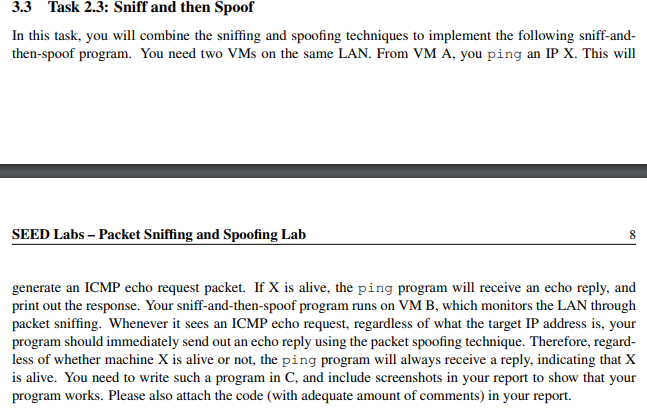 3.3 Task 2.3: Sniff and then Spoof
In this task, you will combine the sniffing and spoofing techniques to implement the following sniff-and-
then-spoof program. You need two VMs on the same LAN. From VM A, you ping an IP X. This will
SEED Labs – Packet Sniffing and Spoofing Lab 8
generate an ICMP echo request packet. If X is alive, the ping program will receive an echo reply, and
print out the response. Your sniff-and-then-spoof program runs on VM B, which monitors the LAN through
packet sniffing. Whenever it sees an ICMP echo request, regardless of what the target IP address is, your
program should immediately send out an echo reply using the packet spoofing technique. Therefore, regard-
less of whether machine X is alive or not, the ping program will always receive a reply, indicating that X
is alive. You need to write such a program in C, and include screenshots in your report to show that your
program works. Please also attach the code (with adequate amount of comments) in your report.